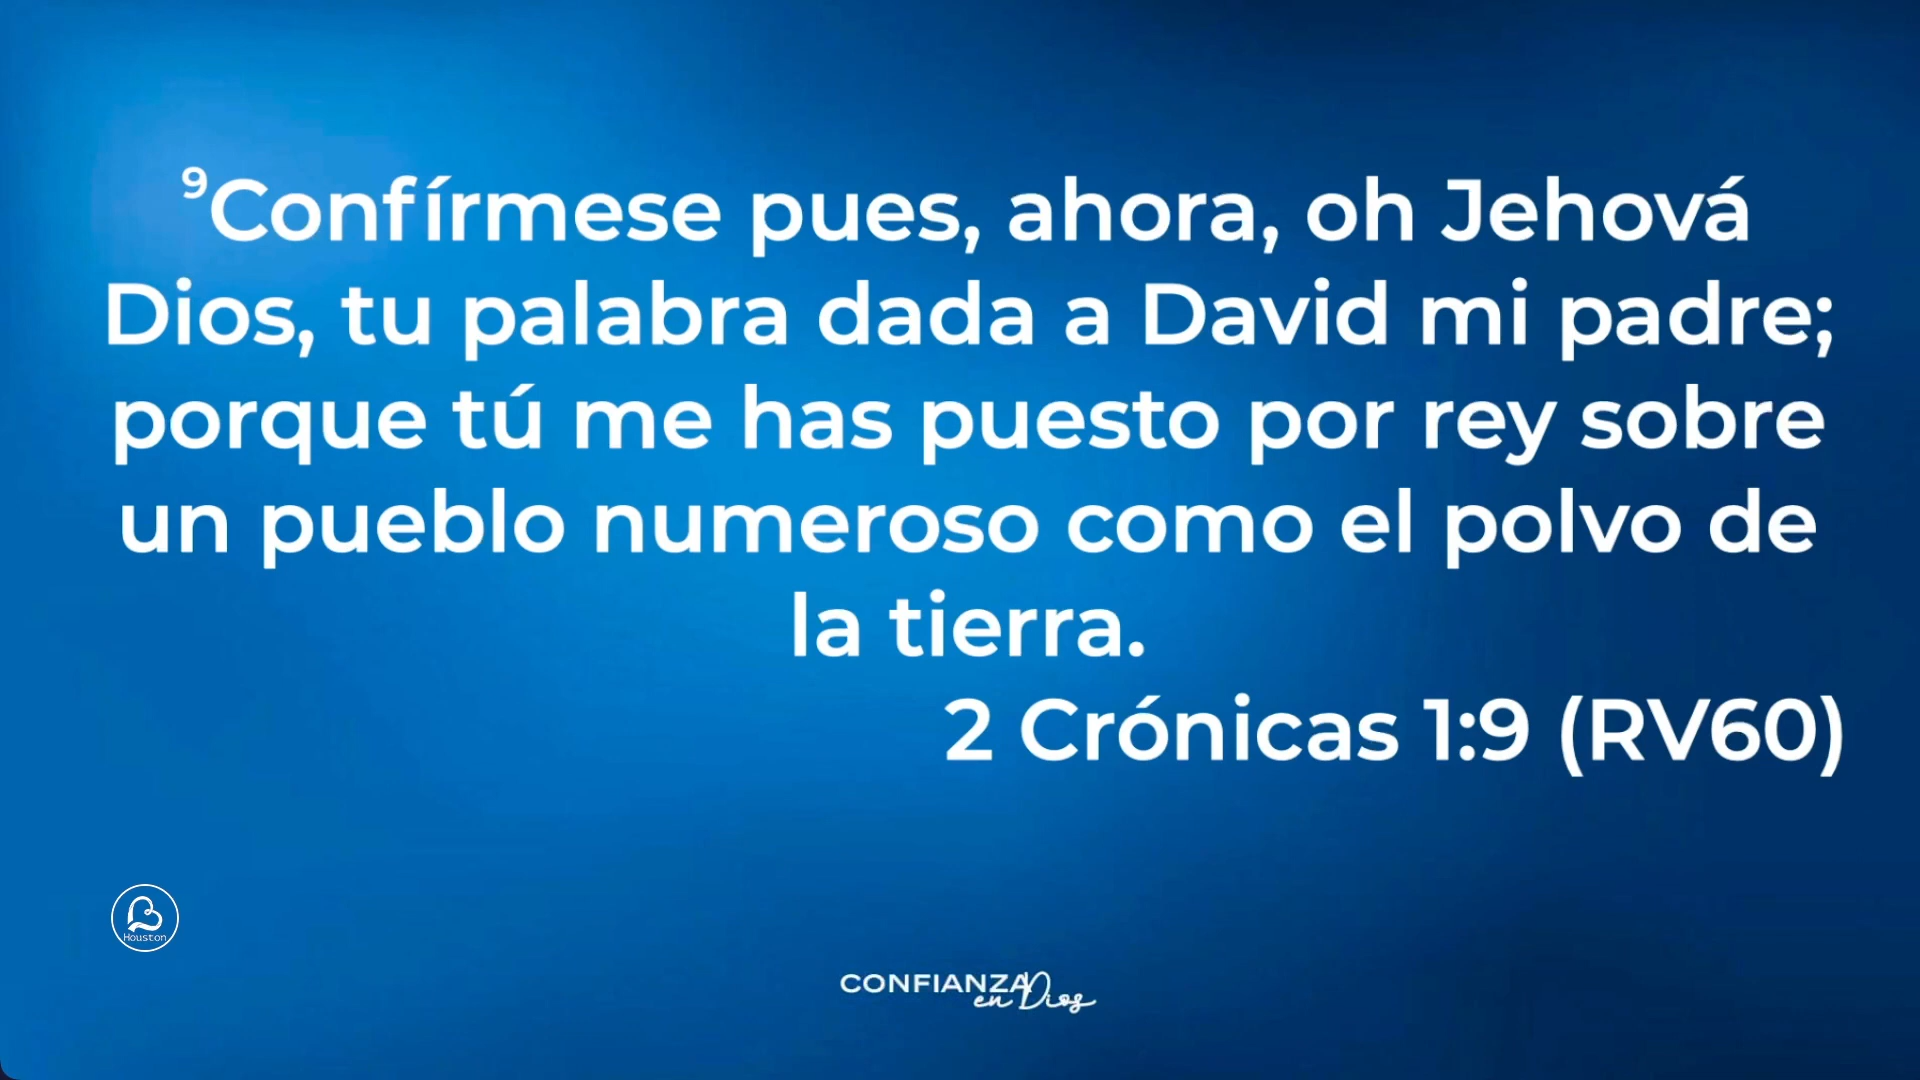 ⁹Confírmese pues, ahora, oh Jehová
Dios, tu palabra dada a David mi padre;
porque tú me has puesto por rey sobre
un pueblo numeroso como el polvo de
la tierra.
2 Crónicas 1:9 (RV60)
Houston
CONFIANZA
en Dios